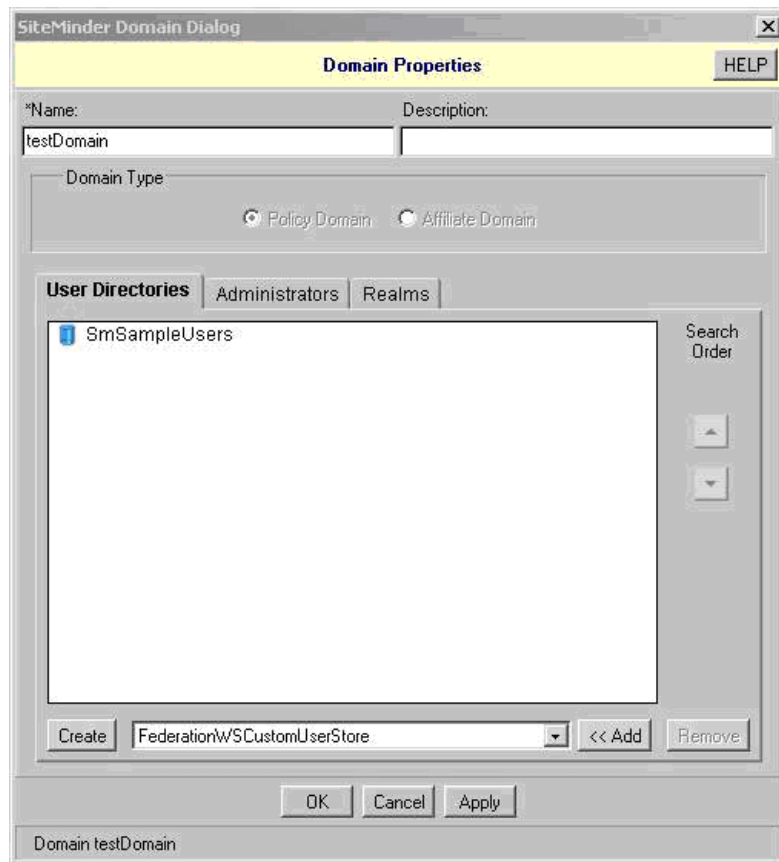 SiteMinder Domain Dialog
Domain Properties
HELP
*Name:
Description:
testDomain
Domain Type
Policy Domain
Affiliate Domain
User Directories
Administrators
Realms
SmSampleUsers
Search
Order
Create
FederationWSCustomUserStore
<< Add
Remove
OK
Cancel
Apply
Domain testDomain